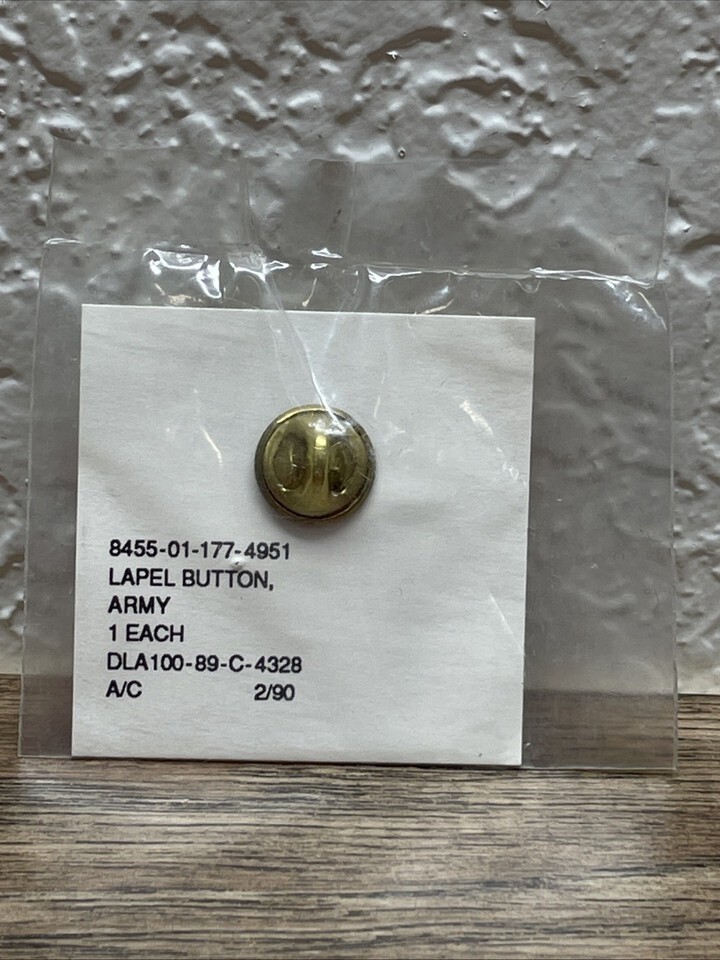 8455-01-177-4951
LAPEL BUTTON,
ARMY
1 EACH
DLA100-89-C-4328
A/C 2/90